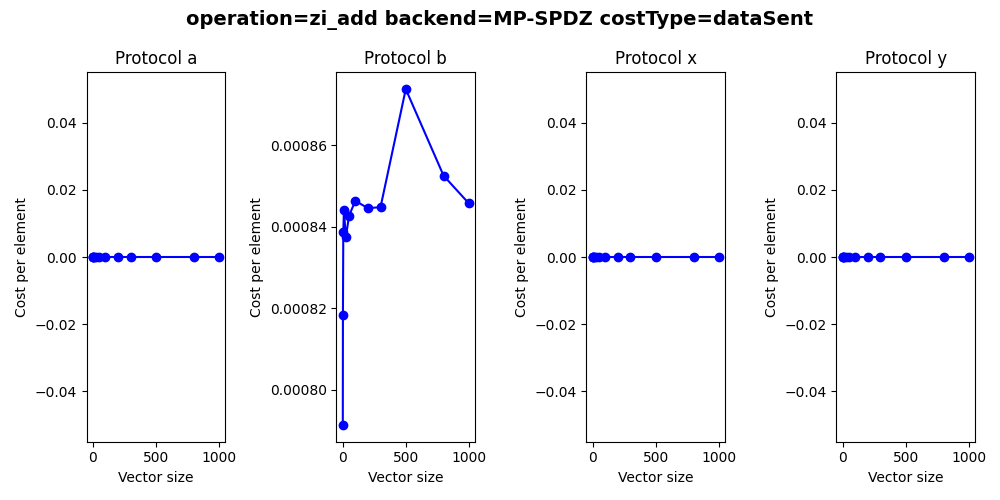 operation=zi_add backend=MP-SPDZ costType=dataSent
Protocol a
Cost per element
0.04
0.02
0.00
−0.02
−0.04
0 500 1000
Vector size
Protocol b
Cost per element
0.00086
0.00084
0.00082
0.00080
0 500 1000
Vector size
Protocol x
Cost per element
0.04
0.02
0.00
−0.02
−0.04
0 500 1000
Vector size
Protocol y
Cost per element
0.04
0.02
0.00
−0.02
−0.04
0 500 1000
Vector size